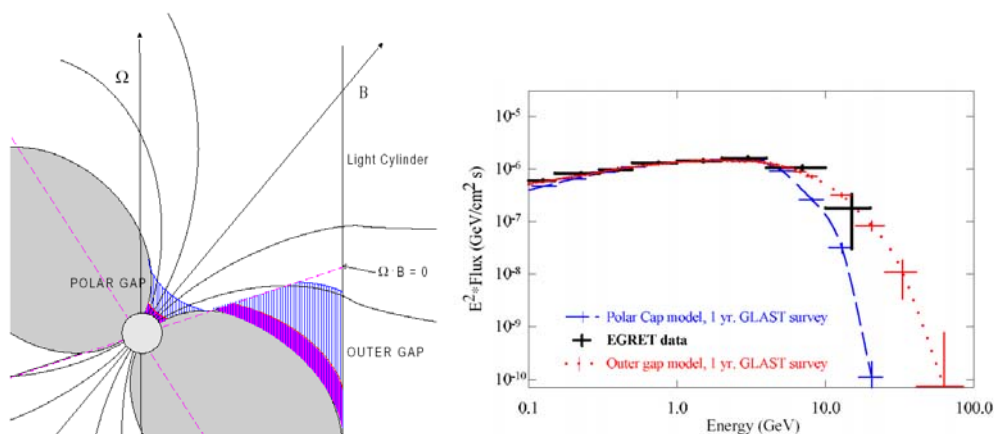 Ω
B
Light Cylinder
POLAR GAP
Ω · B = 0
OUTER GAP
E²*Flux (GeV/cm² s)
10⁻⁵
10⁻⁶
10⁻⁷
10⁻⁸
10⁻⁹
10⁻¹⁰
Polar Cap model, 1 yr. GLAST survey
EGRET data
Outer gap model, 1 yr. GLAST survey
0.1 1.0 10.0 100.0
Energy (GeV)